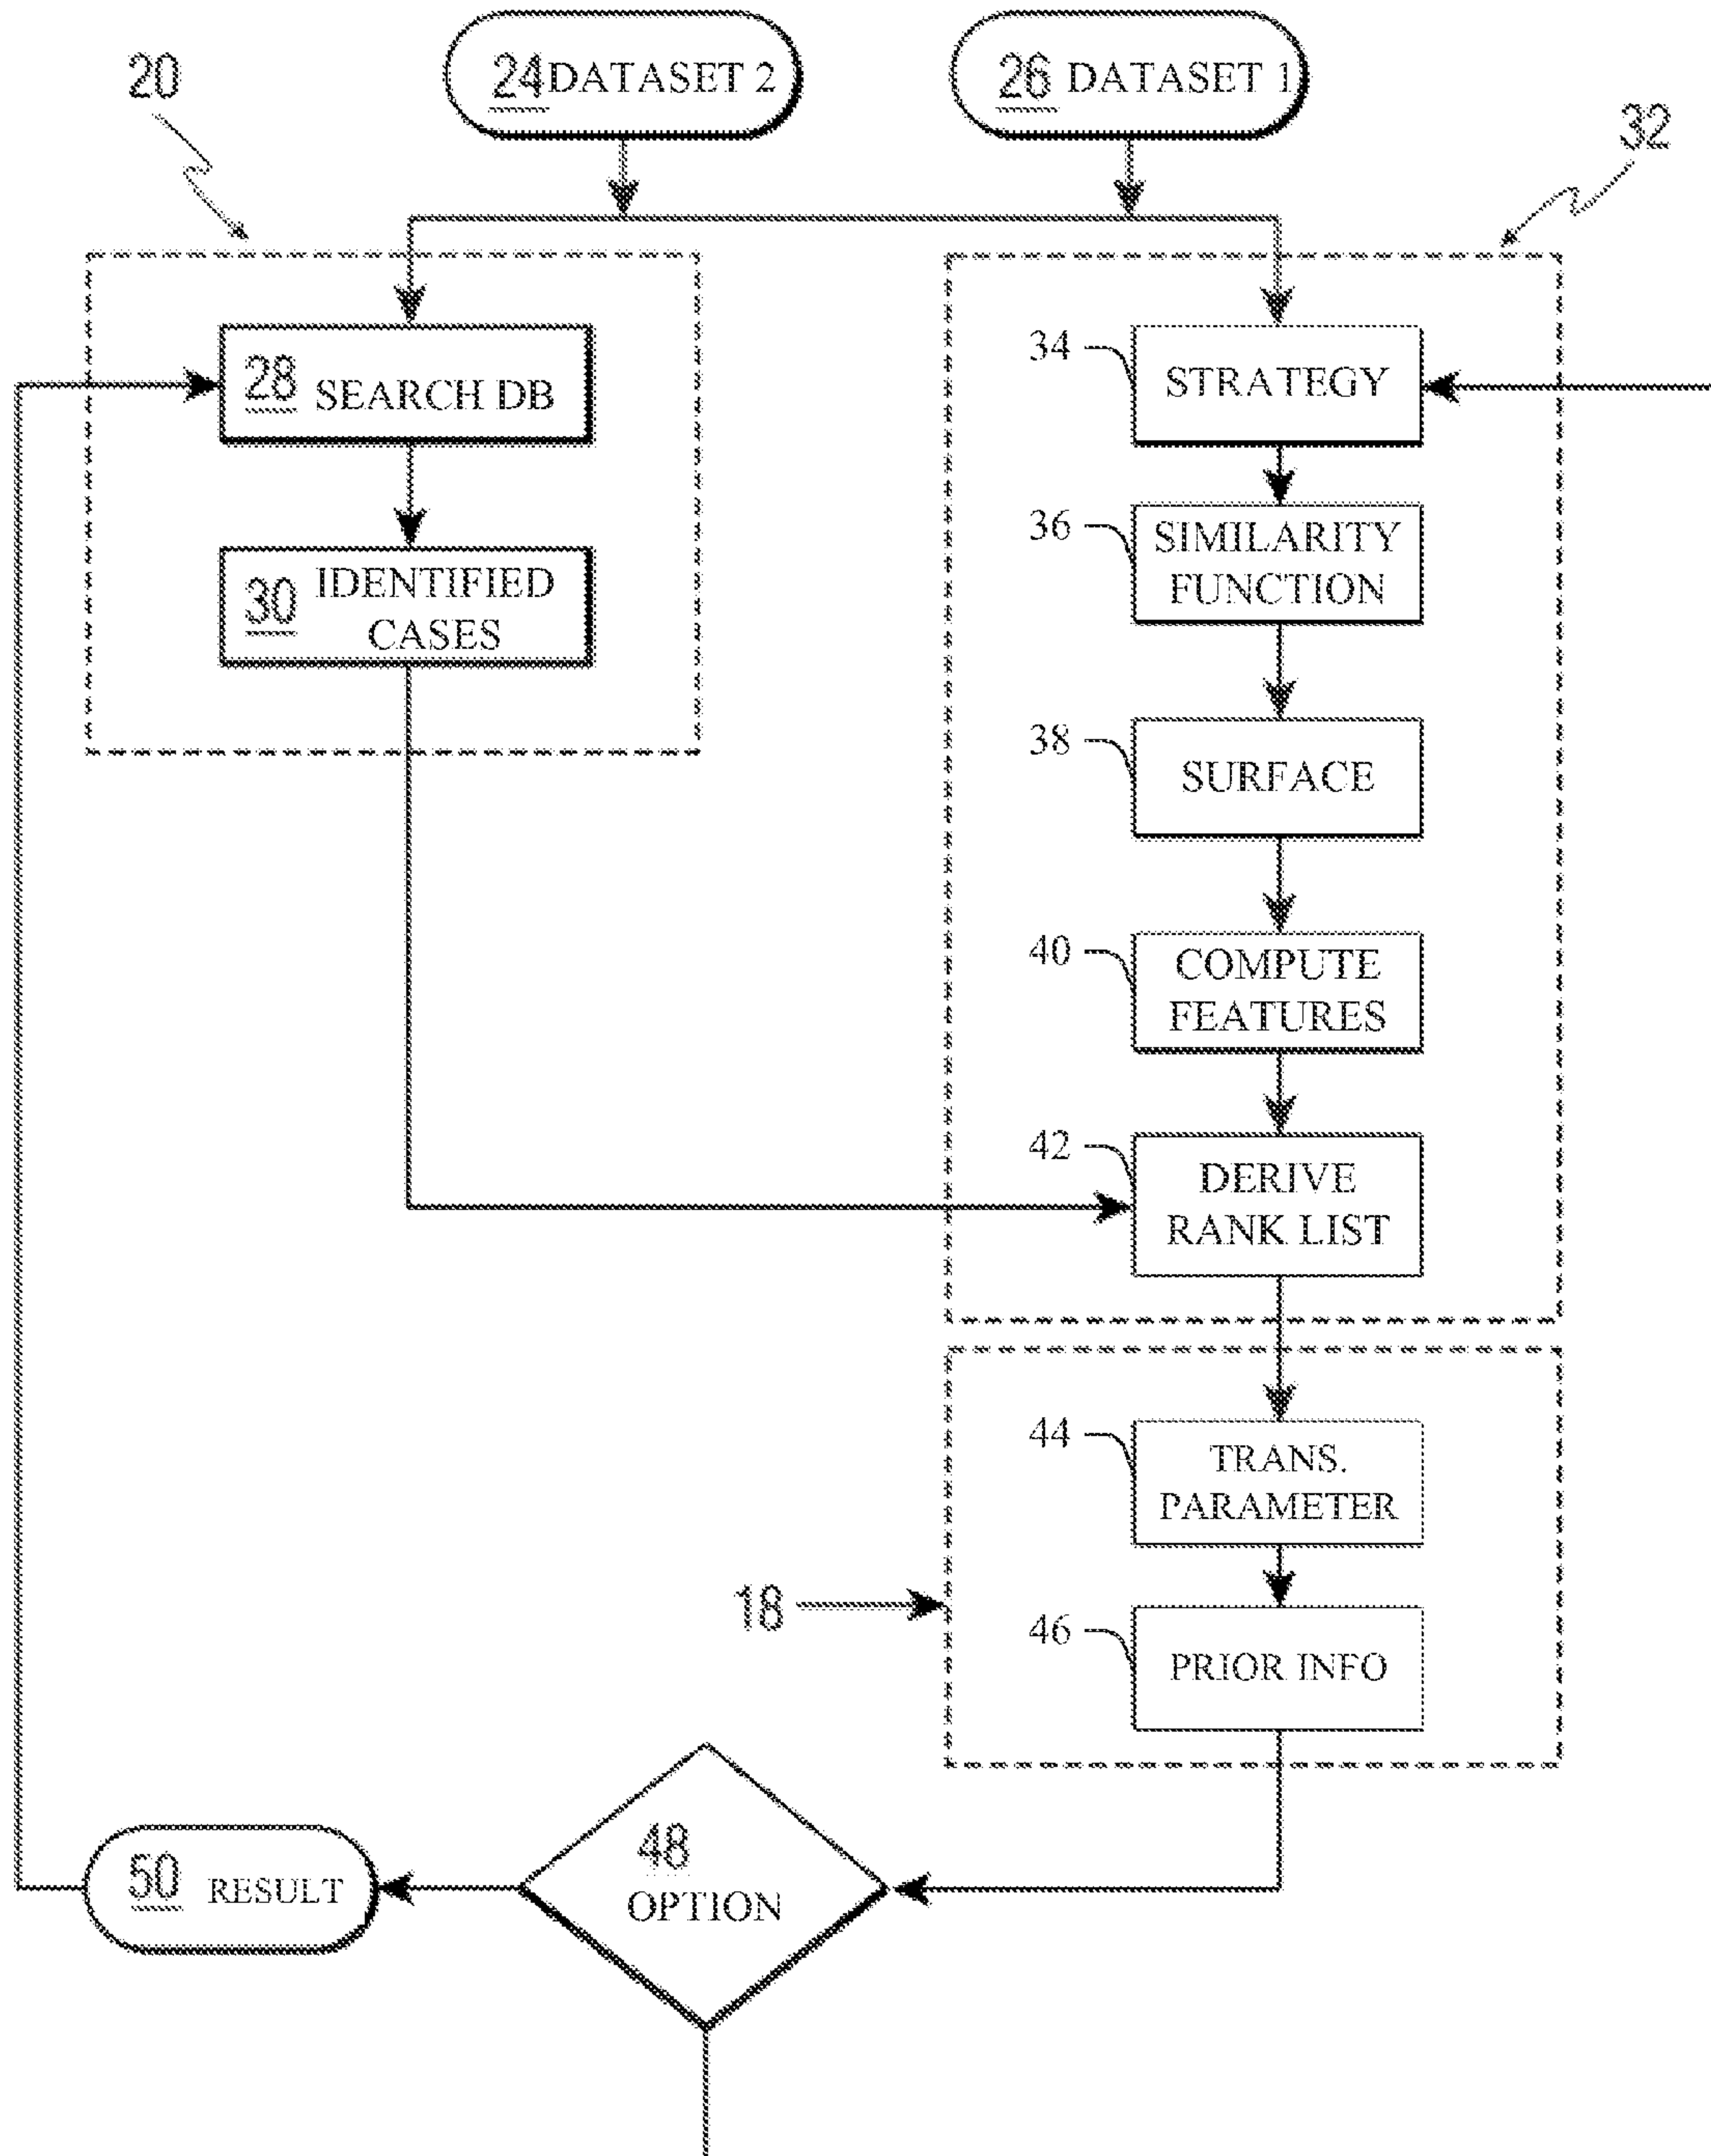 24 DATASET 2
26 DATASET 1
20
32
28 SEARCH DB
30 IDENTIFIED
CASES
34
STRATEGY
36
SIMILARITY
FUNCTION
38
SURFACE
40
COMPUTE
FEATURES
42
DERIVE
RANK LIST
44
TRANS.
PARAMETER
18
46
PRIOR INFO
48
OPTION
50 RESULT